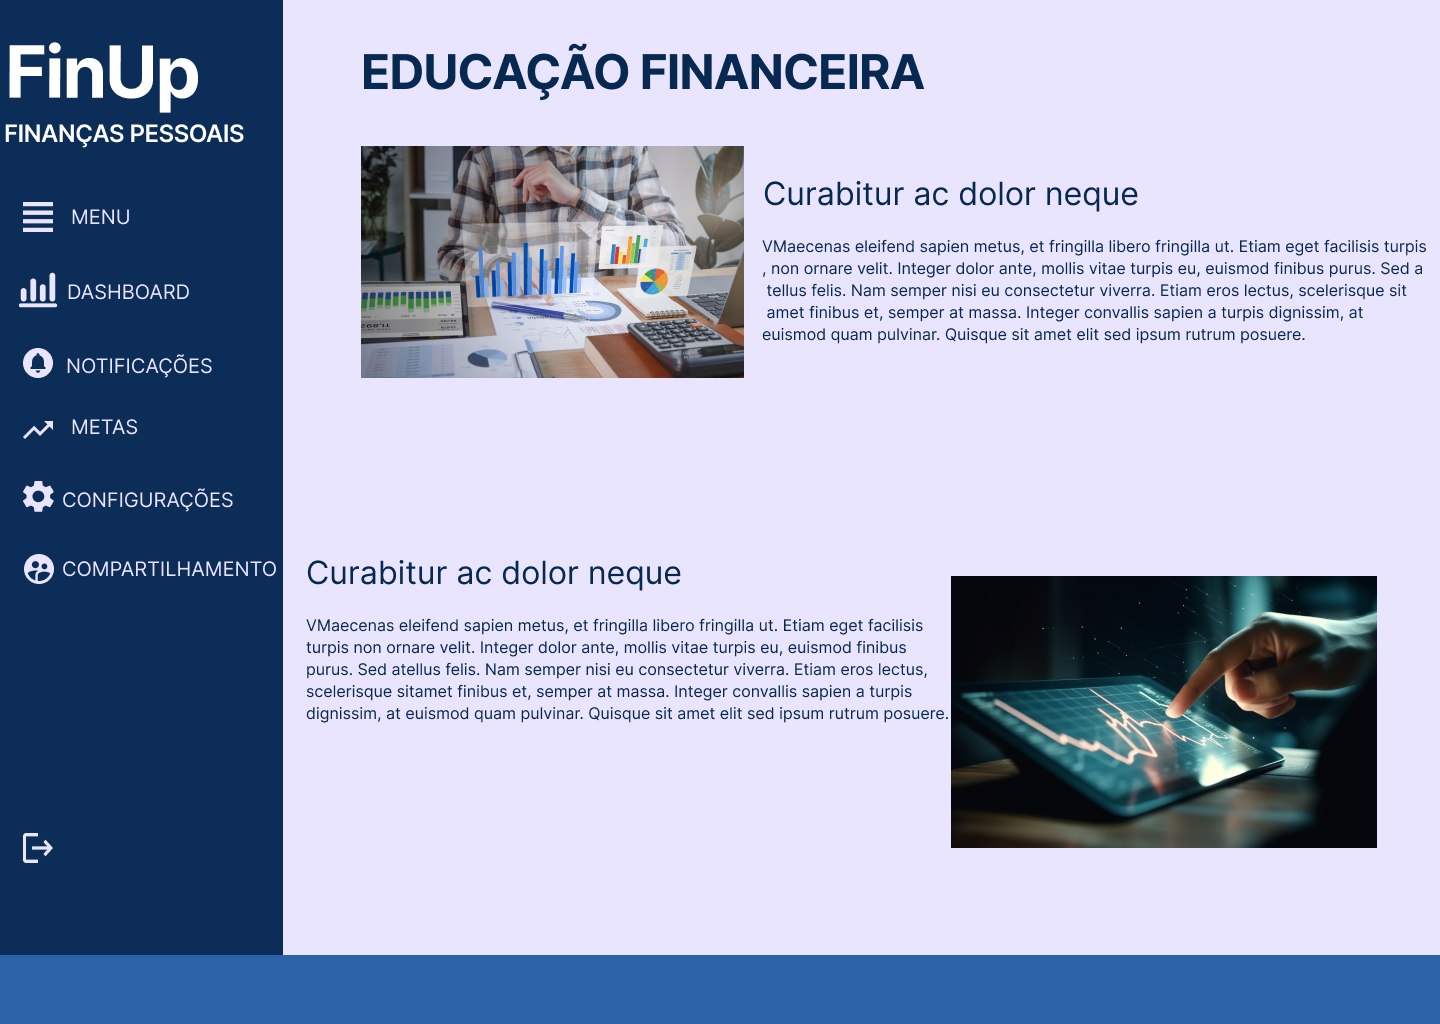 FinUp
FINANÇAS PESSOAIS
MENU
DASHBOARD
NOTIFICAÇÕES
METAS
CONFIGURAÇÕES
COMPARTILHAMENTO
EDUCAÇÃO FINANCEIRA
Curabitur ac dolor neque
VMaecenas eleifend sapien metus, et fringilla libero fringilla ut. Etiam eget facilisis turpis
, non ornare velit. Integer dolor ante, mollis vitae turpis eu, euismod finibus purus. Sed a
tellus felis. Nam semper nisi eu consectetur viverra. Etiam eros lectus, scelerisque sit
amet finibus et, semper at massa. Integer convallis sapien a turpis dignissim, at
euismod quam pulvinar. Quisque sit amet elit sed ipsum rutrum posuere.
Curabitur ac dolor neque
VMaecenas eleifend sapien metus, et fringilla libero fringilla ut. Etiam eget facilisis
turpis non ornare velit. Integer dolor ante, mollis vitae turpis eu, euismod finibus
purus. Sed atellus felis. Nam semper nisi eu consectetur viverra. Etiam eros lectus,
scelerisque sitamet finibus et, semper at massa. Integer convallis sapien a turpis
dignissim, at euismod quam pulvinar. Quisque sit amet elit sed ipsum rutrum posuere.